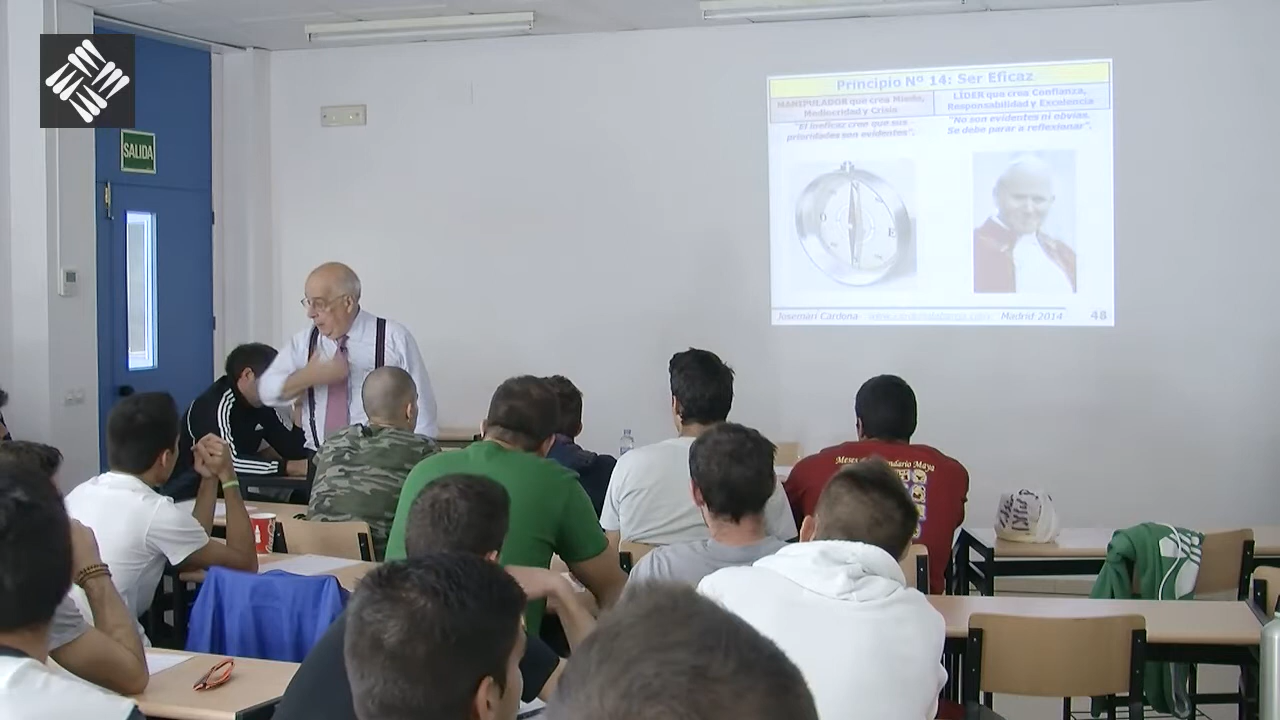 SALIDA
Principio Nº 14: Ser Eficaz
MANIPULADOR que crea Miedo,
Mediocridad y Crisis
LÍDER que crea Confianza,
Responsabilidad y Excelencia
"El ineficaz cree que sus
prioridades son evidentes".
"No son evidentes ni obvias.
Se debe parar a reflexionar".
O
E
Josemari Cardona
Madrid 2014
48
Maya